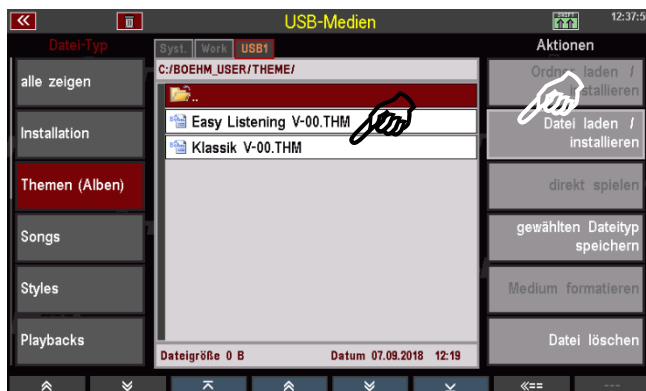 USB-Medien
12:37:5
Datei-Typ
Syst. Work USB1
Aktionen
C:/BOEHM_USER/THEME/
alle zeigen
..
Easy Listening V-00.THM
Klassik V-00.THM
Installation
Themen (Alben)
Songs
Styles
Playbacks
Ordner laden /
installieren
Datei laden /
installieren
direkt spielen
gewählten Dateityp
speichern
Medium formatieren
Datei löschen
Dateigröße 0 B Datum 07.09.2018 12:19
«==
---